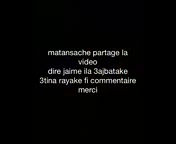 matansache partage la
video
dire jaime ila 3ajbatake
3tina rayake fi commentaire
merci